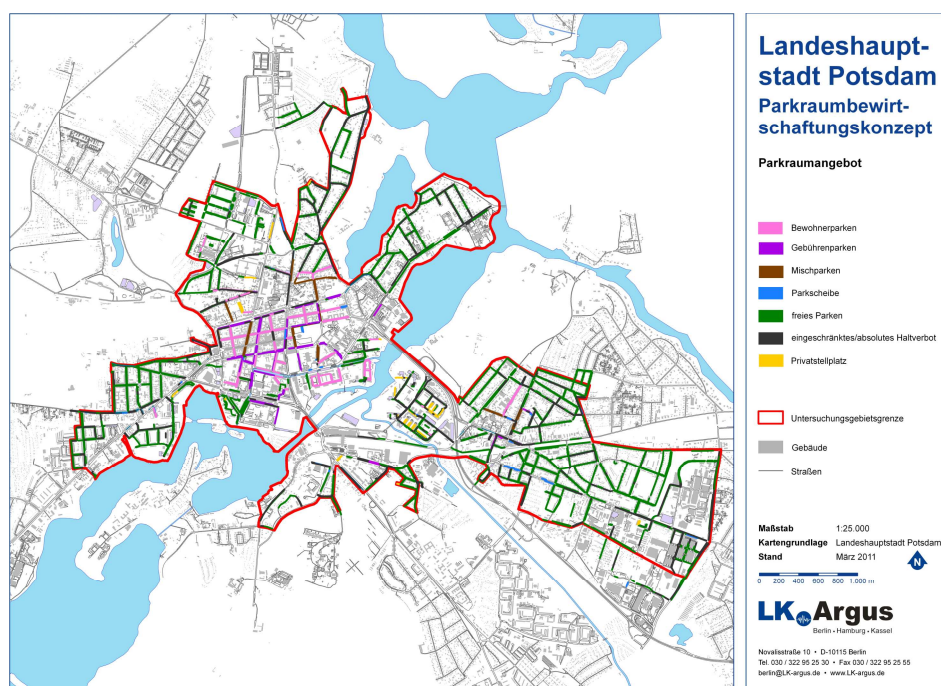 Landeshaupt-
stadt Potsdam
Parkraumbewirt-
schaftungskonzept
Parkraumangebot
Bewohnerparken
Gebührenparken
Mischparken
Parkscheibe
freies Parken
eingeschränktes/absolutes Haltverbot
Privatstellplatz
Untersuchungsgebietsgrenze
Gebäude
Straßen
Maßstab 1:25.000
Kartengrundlage Landeshauptstadt Potsdam
Stand März 2011
N
0 200 400 600 800 1.000 m
LK Argus
Berlin • Hamburg • Kassel
Novalisstraße 10 • D-10115 Berlin
Tel. 030 / 322 95 25 30 • Fax 030 / 322 95 25 55
berlin@LK-argus.de • www.LK-argus.de